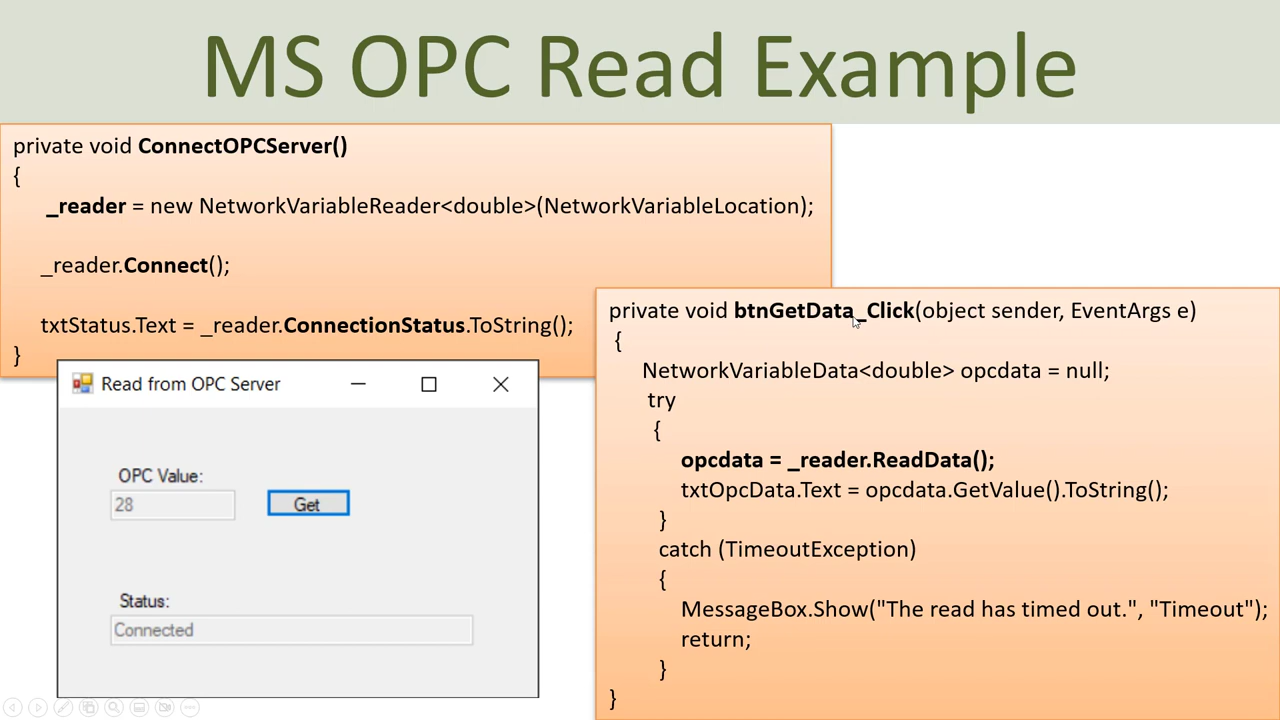 MS OPC Read Example
private void ConnectOPCServer()
{
_reader = new NetworkVariableReader<double>(NetworkVariableLocation);
_reader.Connect();
txtStatus.Text = _reader.ConnectionStatus.ToString();
}
Read from OPC Server
OPC Value:
28
Get
Status:
Connected
private void btnGetData_Click(object sender, EventArgs e)
{
NetworkVariableData<double> opcdata = null;
try
{
opcdata = _reader.ReadData();
txtOpcData.Text = opcdata.GetValue().ToString();
}
catch (TimeoutException)
{
MessageBox.Show("The read has timed out.", "Timeout");
return;
}
}